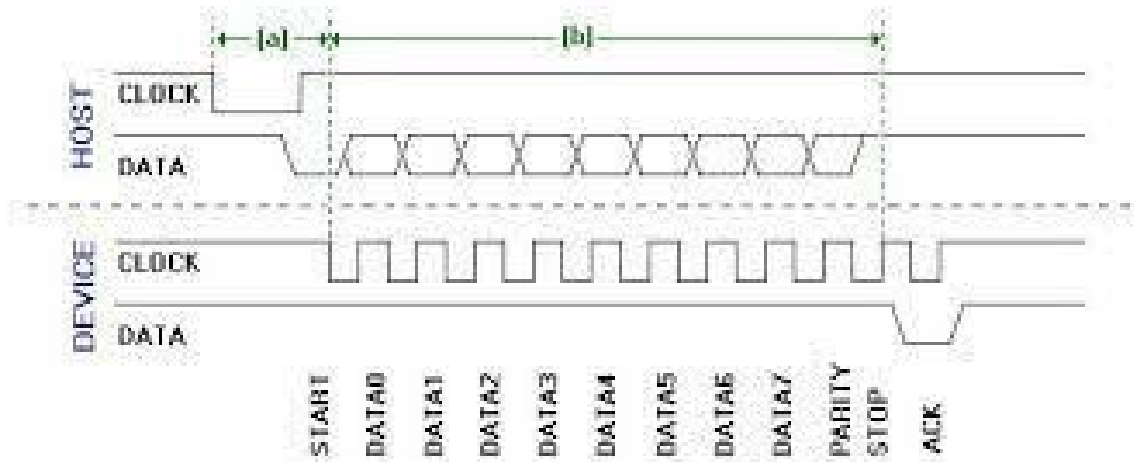 [a] [b]
HOST
CLOCK
DATA
DEVICE
CLOCK
DATA
START DATA0 DATA1 DATA2 DATA3 DATA4 DATA5 DATA6 DATA7 PARITY STOP ACK